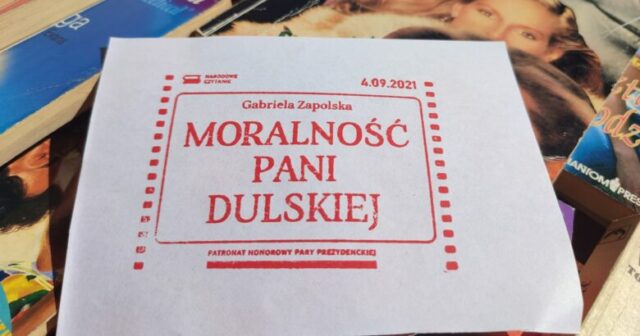 NARODOWE
CZYTANIE
4.09.2021
Gabriela Zapolska
MORALNOŚĆ
PANI
DULSKIEJ
PATRONAT HONOROWY PARY PREZYDENCKIEJ